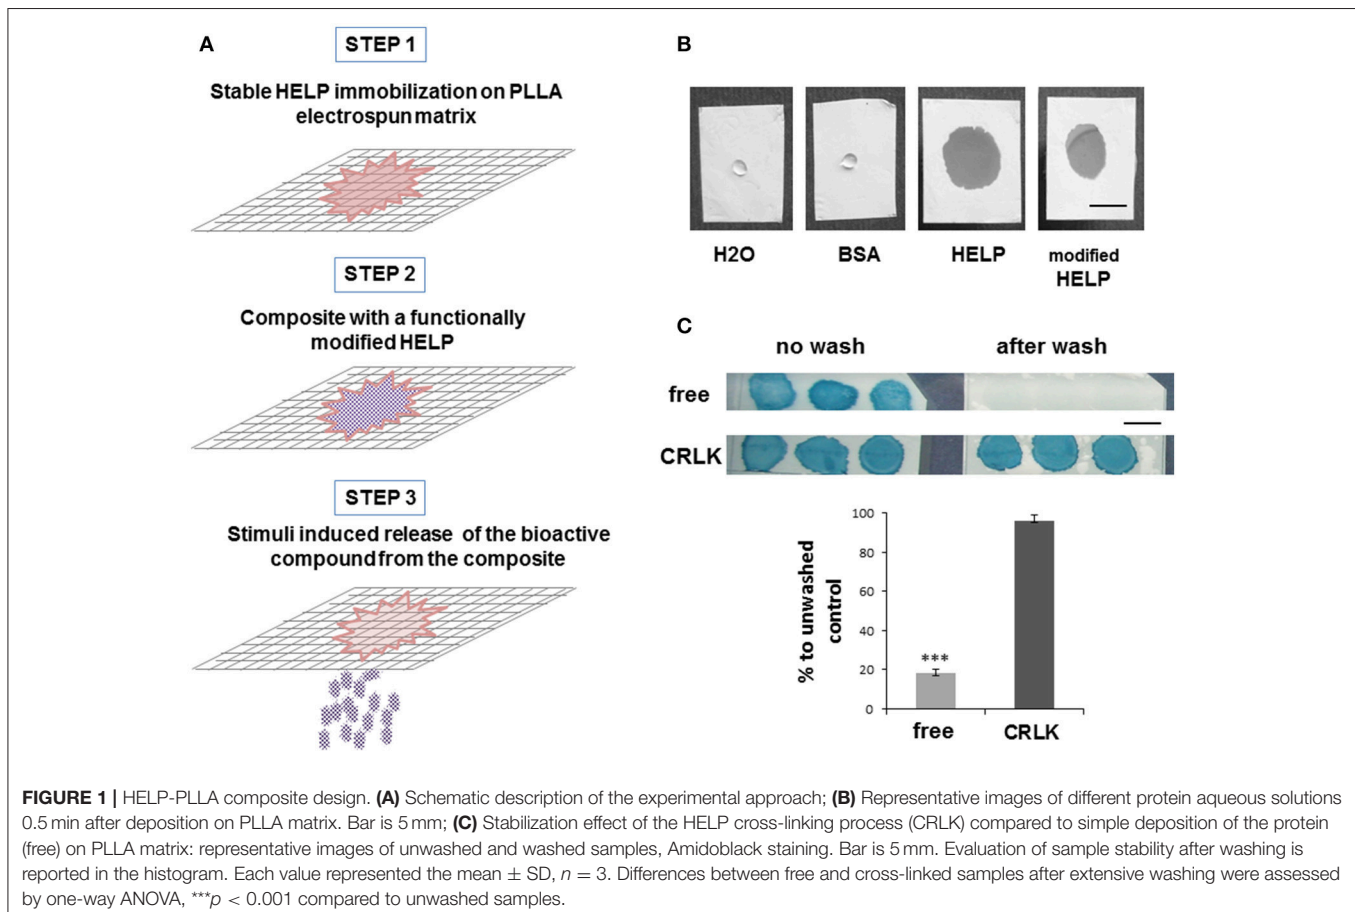 A
STEP 1
Stable HELP immobilization on PLLA
electrospun matrix
STEP 2
Composite with a functionally
modified HELP
STEP 3
Stimuli induced release of the bioactive
compound from the composite
B
H2O
BSA
HELP
modified
HELP
C
no wash
after wash
free
CRLK
% to unwashed
control
100
80
60
40
20
0
***
free
CRLK
FIGURE 1 | HELP-PLLA composite design. (A) Schematic description of the experimental approach; (B) Representative images of different protein aqueous solutions
0.5 min after deposition on PLLA matrix. Bar is 5 mm; (C) Stabilization effect of the HELP cross-linking process (CRLK) compared to simple deposition of the protein
(free) on PLLA matrix: representative images of unwashed and washed samples, Amidoblack staining. Bar is 5 mm. Evaluation of sample stability after washing is
reported in the histogram. Each value represented the mean ± SD, n = 3. Differences between free and cross-linked samples after extensive washing were assessed
by one-way ANOVA, ***p < 0.001 compared to unwashed samples.